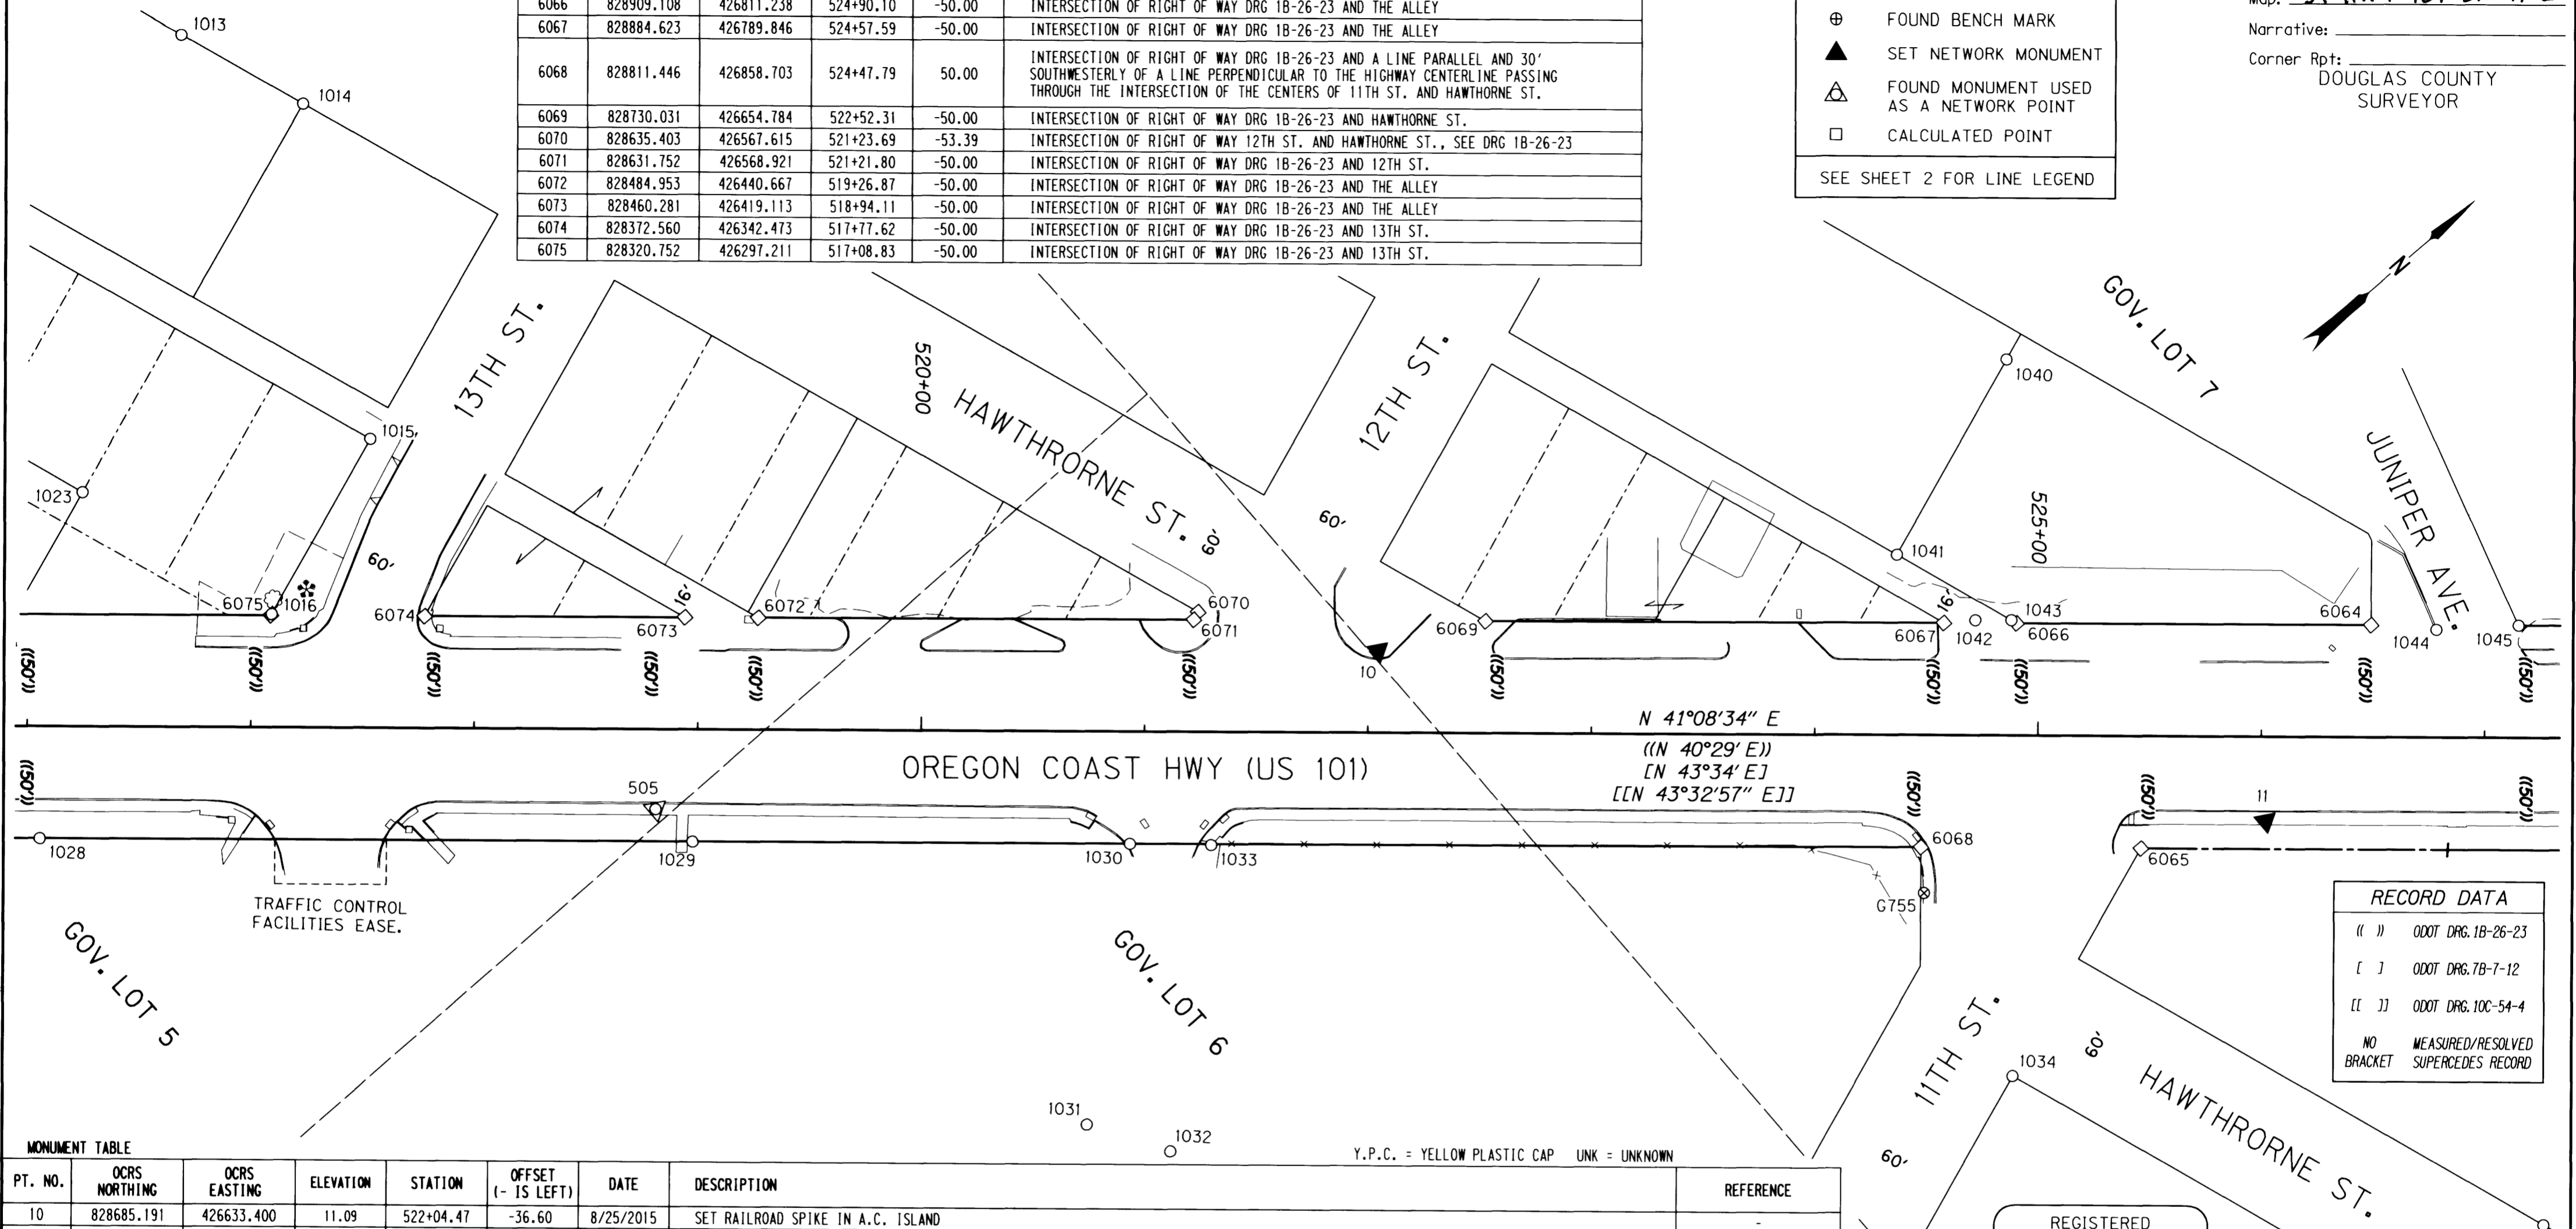 6066 828909.108 426811.238 524+90.10 -50.00 INTERSECTION OF RIGHT OF WAY DRG 1B-26-23 AND THE ALLEY
6067 828884.623 426789.846 524+57.59 -50.00 INTERSECTION OF RIGHT OF WAY DRG 1B-26-23 AND THE ALLEY
6068 828811.446 426858.703 524+47.79 50.00 INTERSECTION OF RIGHT OF WAY DRG 1B-26-23 AND A LINE PARALLEL AND 30'
SOUTHWESTERLY OF A LINE PERPENDICULAR TO THE HIGHWAY CENTERLINE PASSING
THROUGH THE INTERSECTION OF THE CENTERS OF 11TH ST. AND HAWTHORNE ST.
6069 828730.031 426654.784 522+52.31 -50.00 INTERSECTION OF RIGHT OF WAY DRG 1B-26-23 AND HAWTHORNE ST.
6070 828635.403 426567.615 521+23.69 -53.39 INTERSECTION OF RIGHT OF WAY 12TH ST. AND HAWTHORNE ST., SEE DRG 1B-26-23
6071 828631.752 426568.921 521+21.80 -50.00 INTERSECTION OF RIGHT OF WAY DRG 1B-26-23 AND 12TH ST.
6072 828484.953 426440.667 519+26.87 -50.00 INTERSECTION OF RIGHT OF WAY DRG 1B-26-23 AND THE ALLEY
6073 828460.281 426419.113 518+94.11 -50.00 INTERSECTION OF RIGHT OF WAY DRG 1B-26-23 AND THE ALLEY
6074 828372.560 426342.473 517+77.62 -50.00 INTERSECTION OF RIGHT OF WAY DRG 1B-26-23 AND 13TH ST.
6075 828320.752 426297.211 517+08.83 -50.00 INTERSECTION OF RIGHT OF WAY DRG 1B-26-23 AND 13TH ST.
FOUND BENCH MARK
SET NETWORK MONUMENT
FOUND MONUMENT USED
AS A NETWORK POINT
CALCULATED POINT
SEE SHEET 2 FOR LINE LEGEND
Map:
Narrative:
Corner Rpt:
DOUGLAS COUNTY
SURVEYOR
N
1013
1014
1015
1023
13TH ST.
520+00
HAWTHRORNE ST.
60'
12TH ST.
60'
GOV. LOT 7
1040
1041
525+00
JUNIPER AVE.
60'
6075
1016
6074
6073
16'
6072
6070
6071
10
6069
6067
16'
1042
1043
6066
6064
1044
1045
((50'))
((50'))
((50'))
((50'))
((50'))
((50'))
((50'))
((50'))
((50'))
((50'))
((50'))
N 41°08'34" E
OREGON COAST HWY (US 101)
((N 40°29' E))
[N 43°34' E]
[[N 43°32'57" E]]
((50'))
505
((50'))
((50'))
11
((50'))
1028
1029
1030
1033
6068
6065
G755
TRAFFIC CONTROL
FACILITIES EASE.
GOV. LOT 5
GOV. LOT 6
RECORD DATA
(( )) ODOT DRG. 1B-26-23
[ ] ODOT DRG. 7B-7-12
[[ ]] ODOT DRG. 10C-54-4
NO MEASURED/RESOLVED
BRACKET SUPERCEDES RECORD
11TH ST.
60'
1034
60'
HAWTHRORNE ST.
1031
1032
Y.P.C. = YELLOW PLASTIC CAP UNK = UNKNOWN
MONUMENT TABLE
PT. NO. OCRS NORTHING OCRS EASTING ELEVATION STATION OFFSET (- IS LEFT) DATE DESCRIPTION REFERENCE
10 828685.191 426633.400 11.09 522+04.47 -36.60 8/25/2015 SET RAILROAD SPIKE IN A.C. ISLAND -
REGISTERED